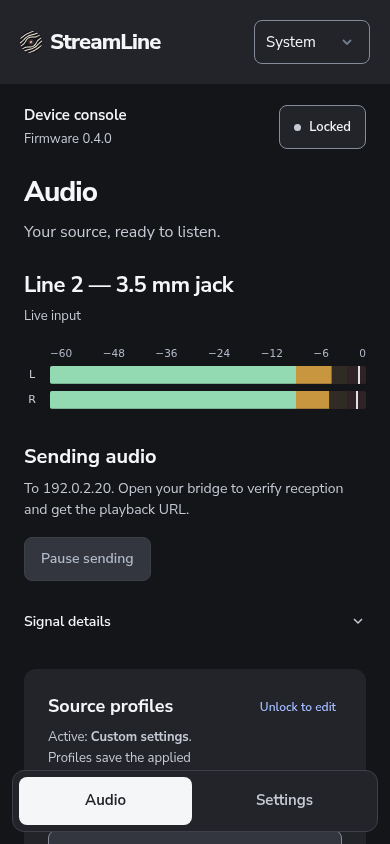 StreamLine
System
Device console
Firmware 0.4.0
Locked
Audio
Your source, ready to listen.
Line 2 — 3.5 mm jack
Live input
−60 −48 −36 −24 −12 −6 0
L
R
Sending audio
To 192.0.2.20. Open your bridge to verify reception
and get the playback URL.
Pause sending
Signal details
Source profiles
Unlock to edit
Active: Custom settings.
Profiles save the applied
Audio
Settings